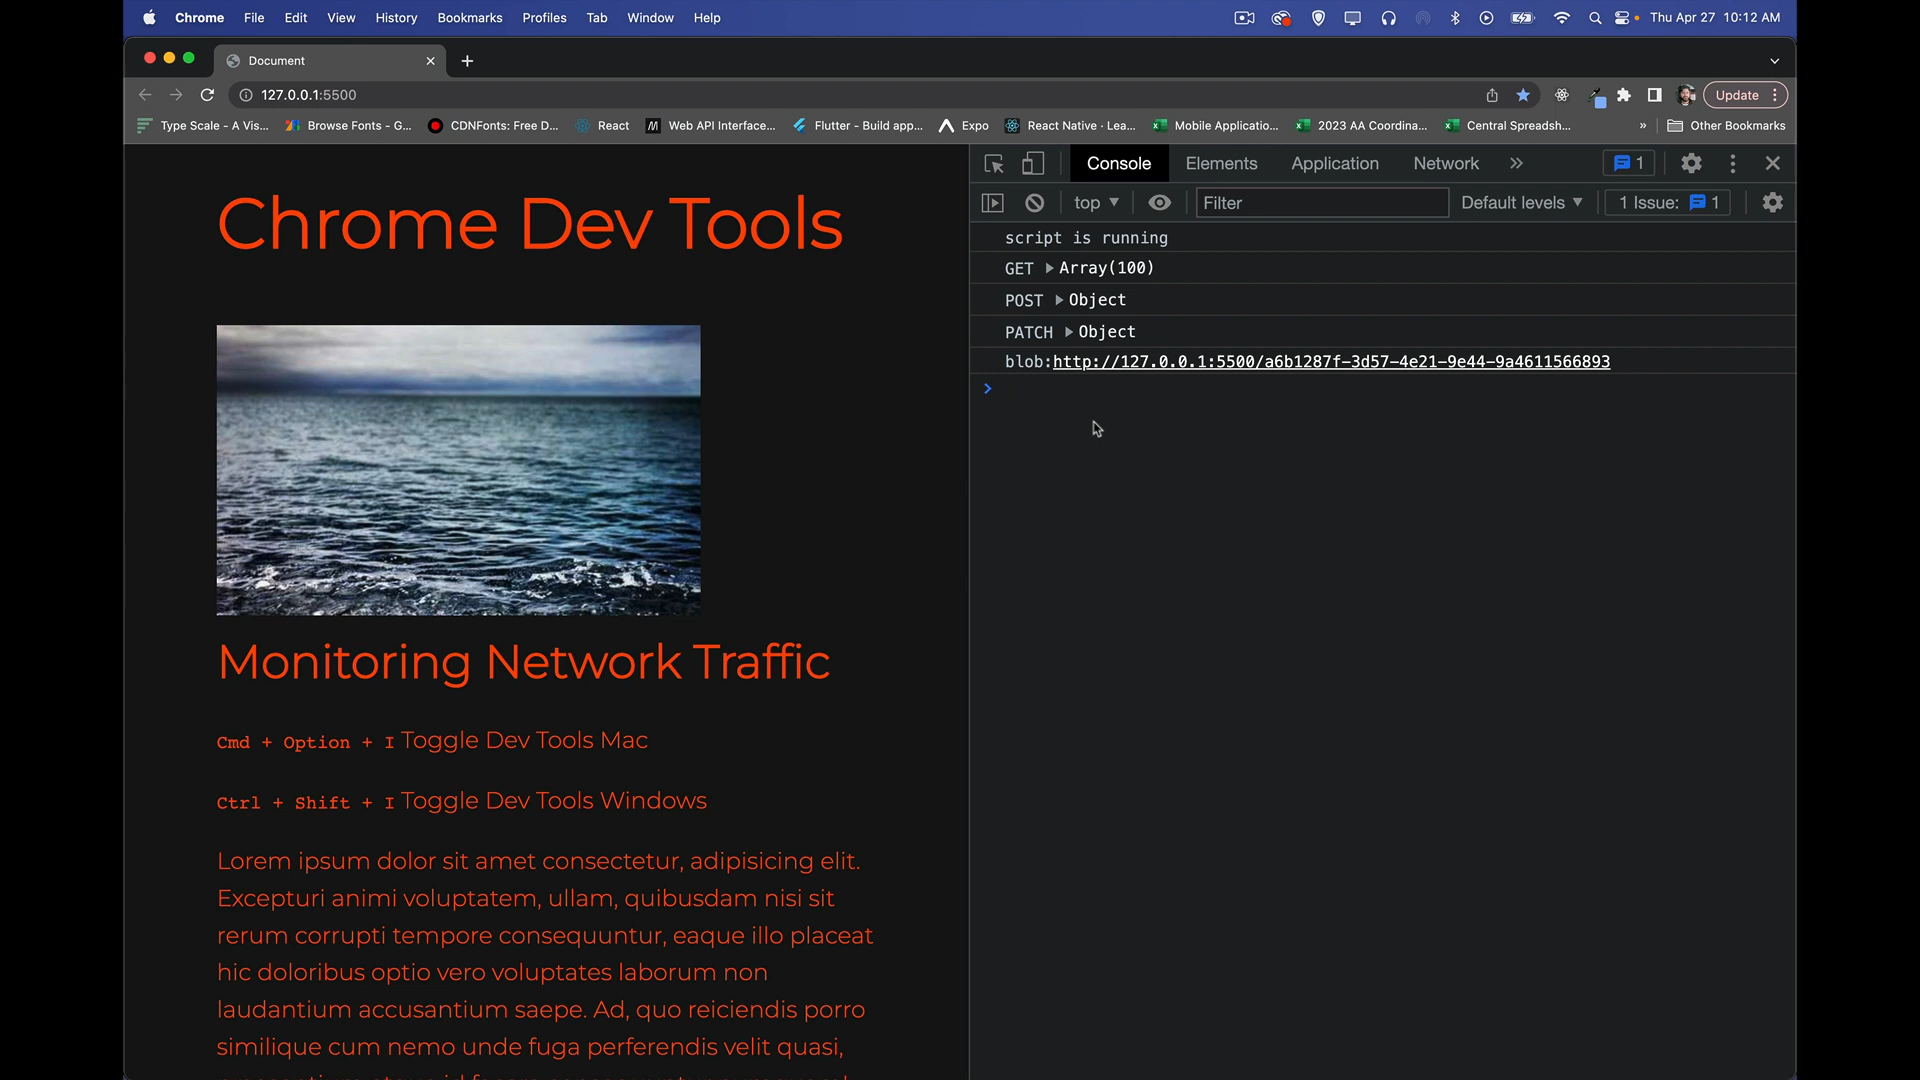 Chrome File Edit View History Bookmarks Profiles Tab Window Help Thu Apr 27 10:12 AM
Document
127.0.0.1:5500 Update
Type Scale - A Vis... Browse Fonts - G... CDNFonts: Free D... React Web API Interface... Flutter - Build app... Expo React Native · Lea... Mobile Applicatio... 2023 AA Coordina... Central Spreadsh... » Other Bookmarks
Chrome Dev Tools
Monitoring Network Traffic
Cmd + Option + I Toggle Dev Tools Mac
Ctrl + Shift + I Toggle Dev Tools Windows
Lorem ipsum dolor sit amet consectetur, adipisicing elit.
Excepturi animi voluptatem, ullam, quibusdam nisi sit
rerum corrupti tempore consequuntur, eaque illo placeat
hic doloribus optio vero voluptates laborum non
laudantium accusantium saepe. Ad, quo reiciendis porro
similique cum nemo unde fuga perferendis velit quasi,
Console Elements Application Network » 1
top Filter Default levels 1 Issue: 1
script is running
GET Array(100)
POST Object
PATCH Object
blob:http://127.0.0.1:5500/a6b1287f-3d57-4e21-9e44-9a4611566893